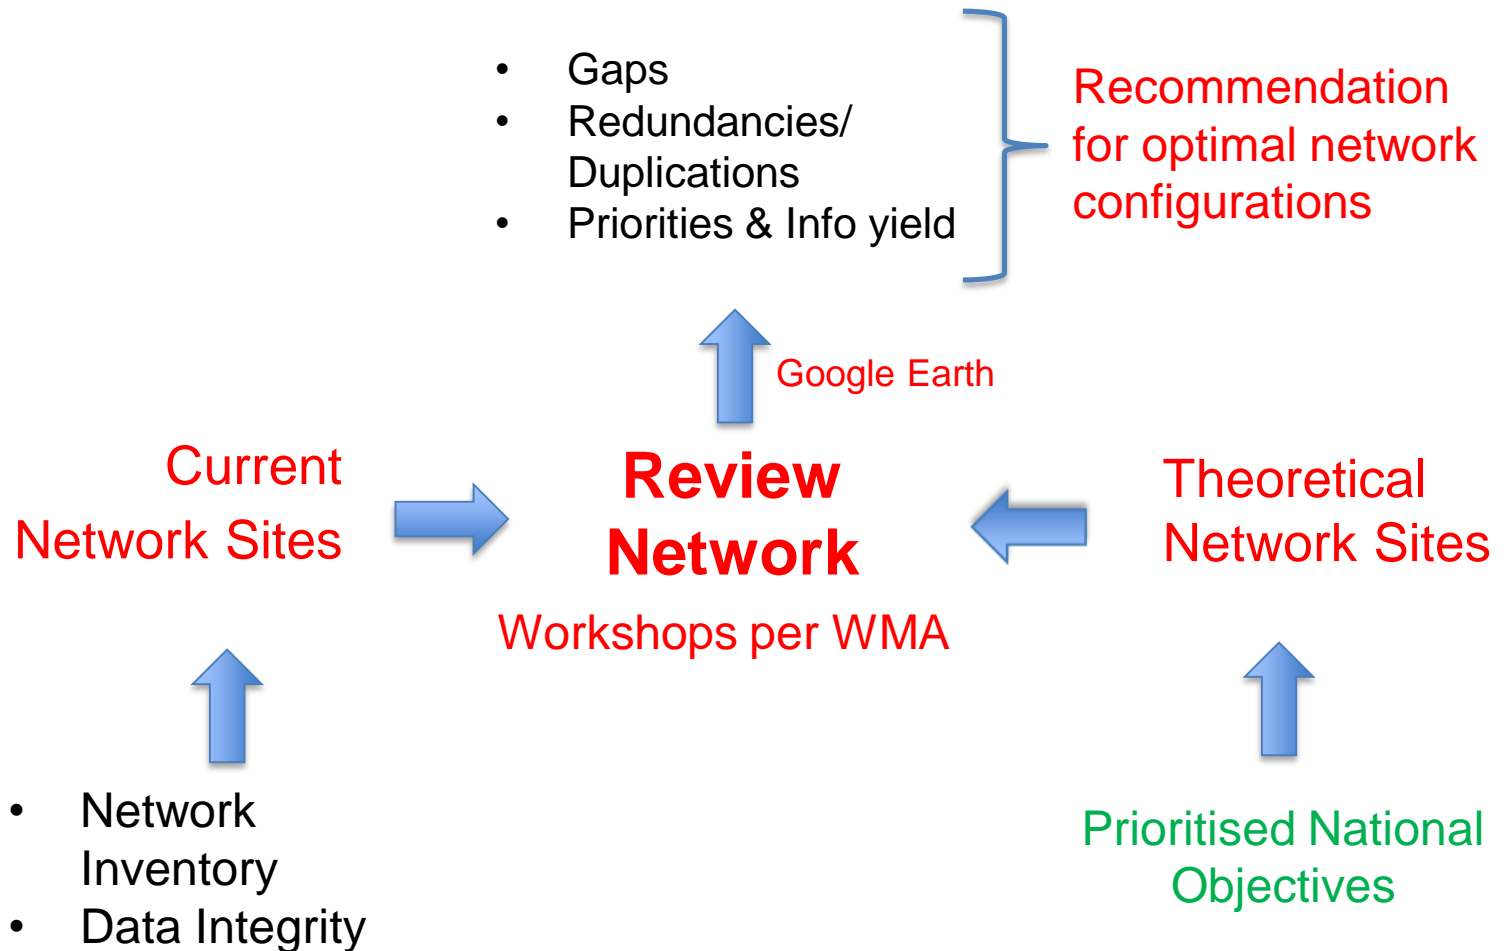 • Gaps
• Redundancies/
Duplications
• Priorities & Info yield
Recommendation
for optimal network
configurations
Google Earth
Current
Network Sites
Review
Network
Workshops per WMA
Theoretical
Network Sites
• Network
Inventory
• Data Integrity
Prioritised National
Objectives